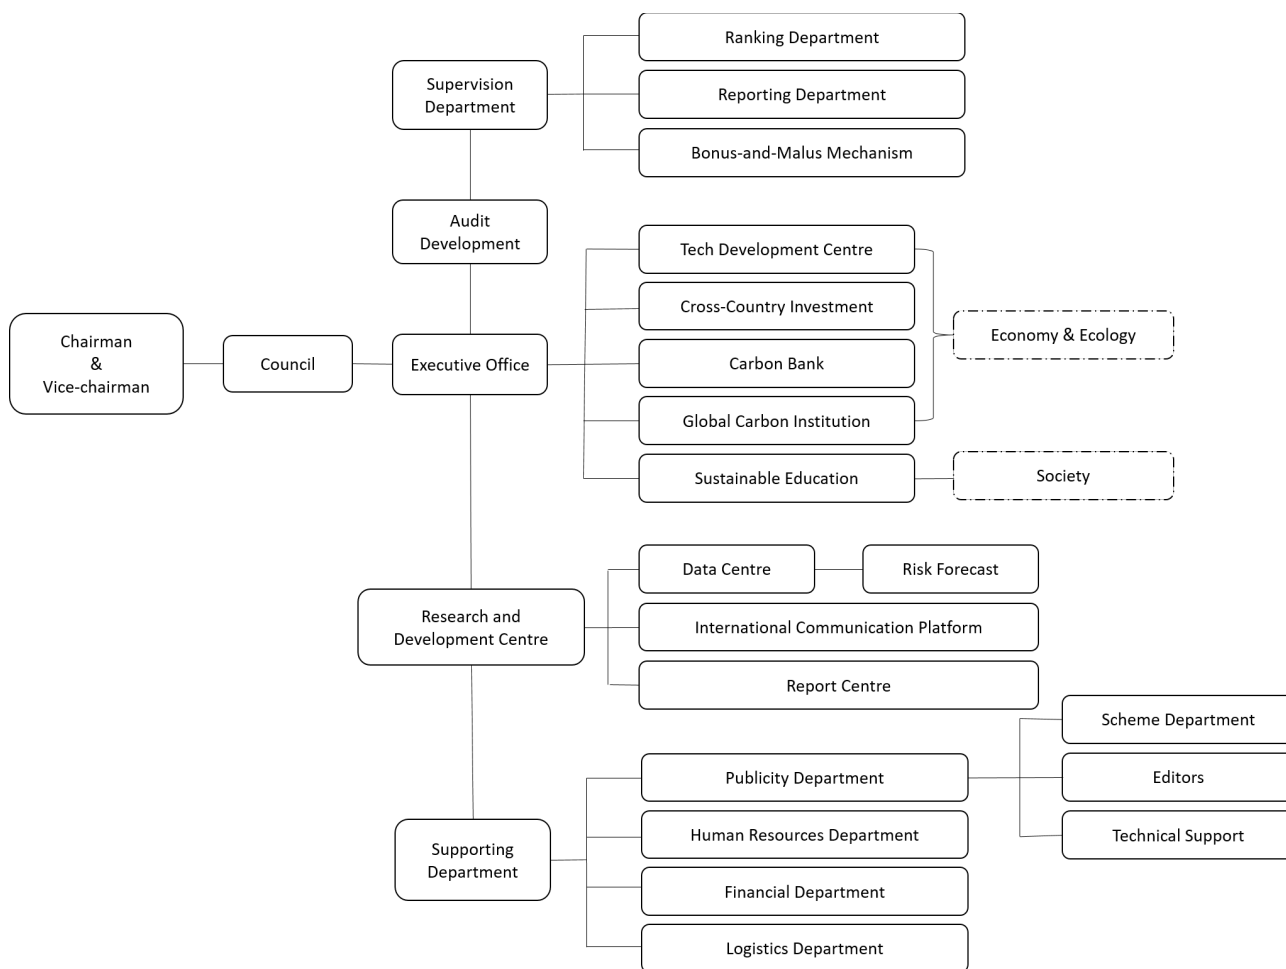 Ranking Department
Supervision
Department
Reporting Department
Bonus-and-Malus Mechanism
Audit
Development
Tech Development Centre
Cross-Country Investment
Economy & Ecology
Chairman
&
Vice-chairman
Council
Executive Office
Carbon Bank
Global Carbon Institution
Sustainable Education
Society
Data Centre
Risk Forecast
Research and
Development Centre
International Communication Platform
Report Centre
Scheme Department
Publicity Department
Editors
Human Resources Department
Technical Support
Supporting
Department
Financial Department
Logistics Department